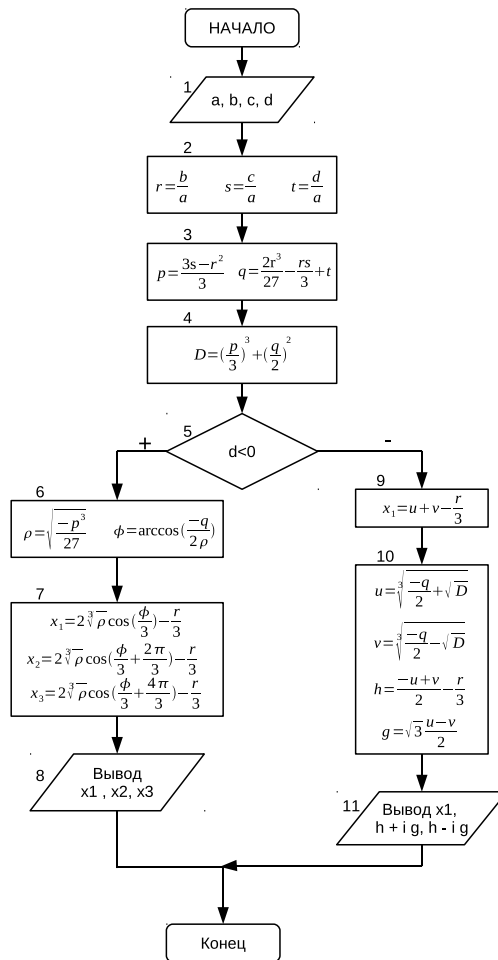 НАЧАЛО
1
a, b, c, d
2
r=b/a s=c/a t=d/a
3
p=(3s−r²)/3 q=2r³/27−rs/3+t
4
D=(p/3)³+(q/2)²
5
d<0
+
-
6
ρ=√(−p³/27) ϕ=arccos(−q/2ρ)
7
x₁=2∛ρcos(ϕ/3)−r/3
x₂=2∛ρcos(ϕ/3+2π/3)−r/3
x₃=2∛ρcos(ϕ/3+4π/3)−r/3
8
Вывод
x1 , x2, x3
9
x₁=u+v−r/3
10
u=∛(−q/2+√D)
v=∛(−q/2−√D)
h=(−u+v)/2−r/3
g=√3(u−v)/2
11
Вывод x1,
h + i g, h - i g
Конец